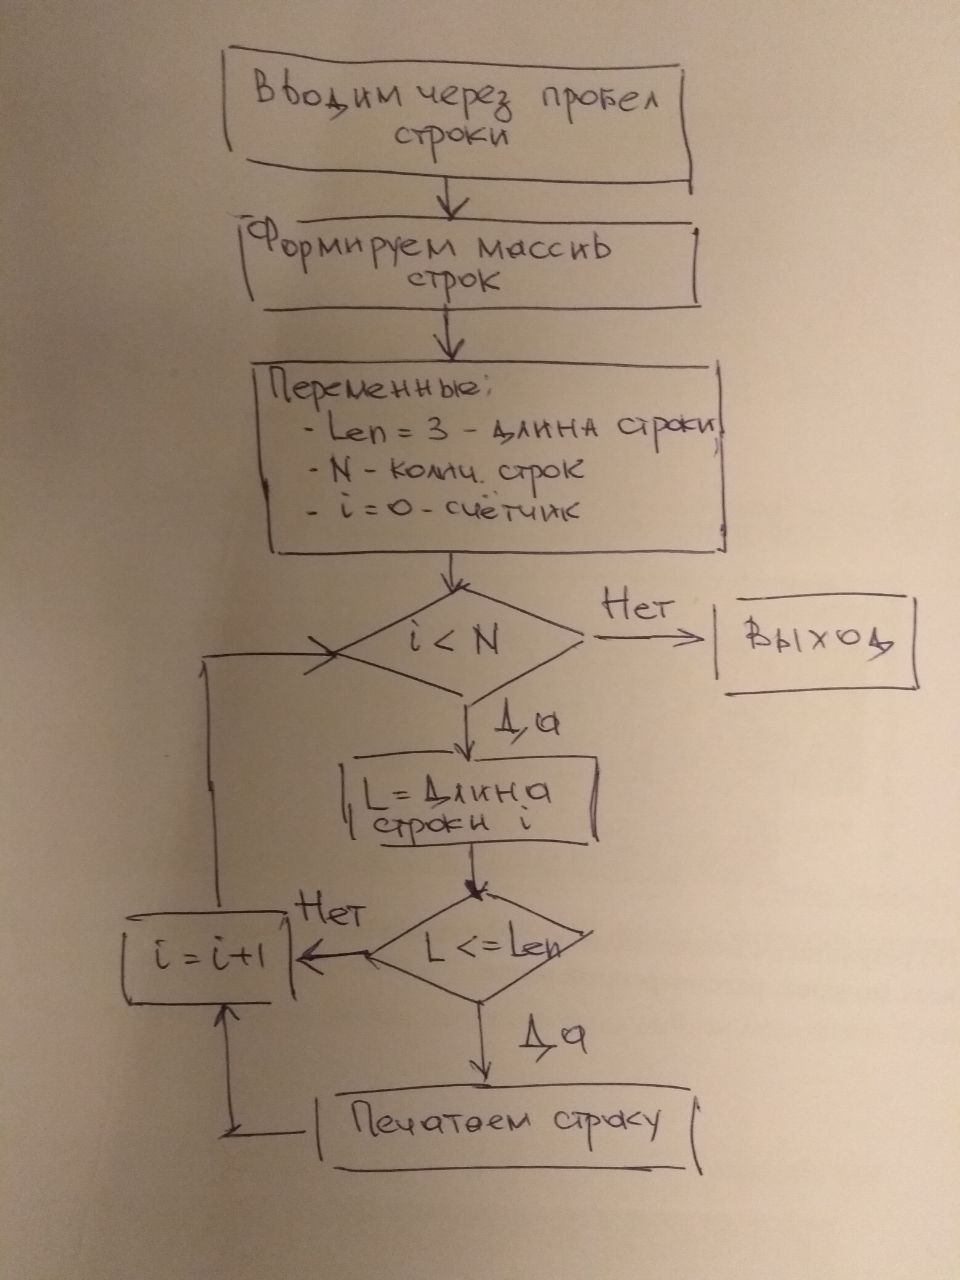 Вводим через пробел
строки
Формируем массив
строк
Переменные:
- Len = 3 - длина строки
- N - колич. строк
- i = 0 - счётчик
i < N
Нет
Выход
Да
L = длина
строки i
Нет
i = i+1
L <= Len
Да
Печатаем строку